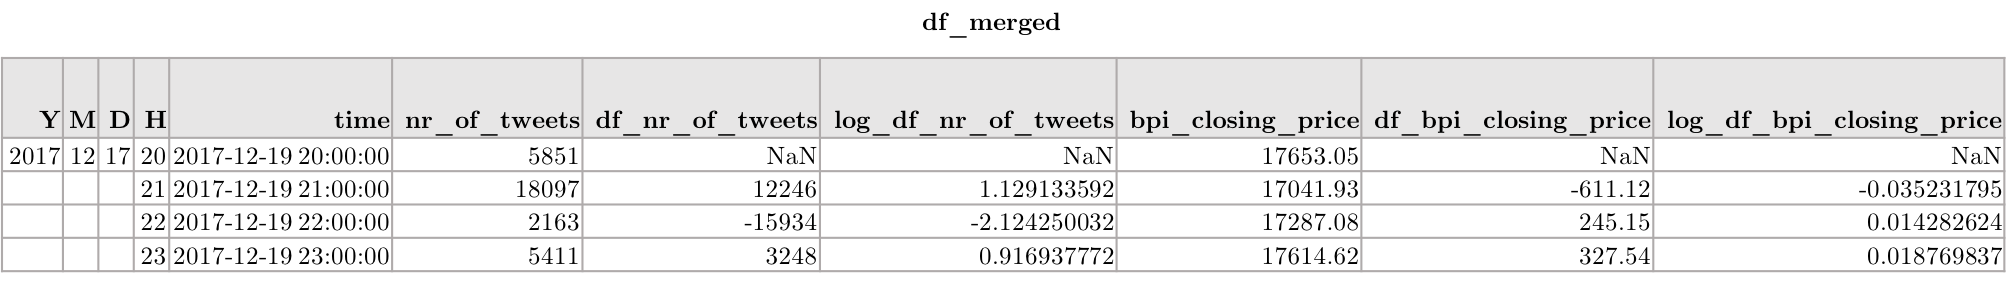 df_merged
Y M D H time nr_of_tweets df_nr_of_tweets log_df_nr_of_tweets bpi_closing_price df_bpi_closing_price log_df_bpi_closing_price
2017 12 17 20 2017-12-19 20:00:00 5851 NaN NaN 17653.05 NaN NaN
21 2017-12-19 21:00:00 18097 12246 1.129133592 17041.93 -611.12 -0.035231795
22 2017-12-19 22:00:00 2163 -15934 -2.124250032 17287.08 245.15 0.014282624
23 2017-12-19 23:00:00 5411 3248 0.916937772 17614.62 327.54 0.018769837